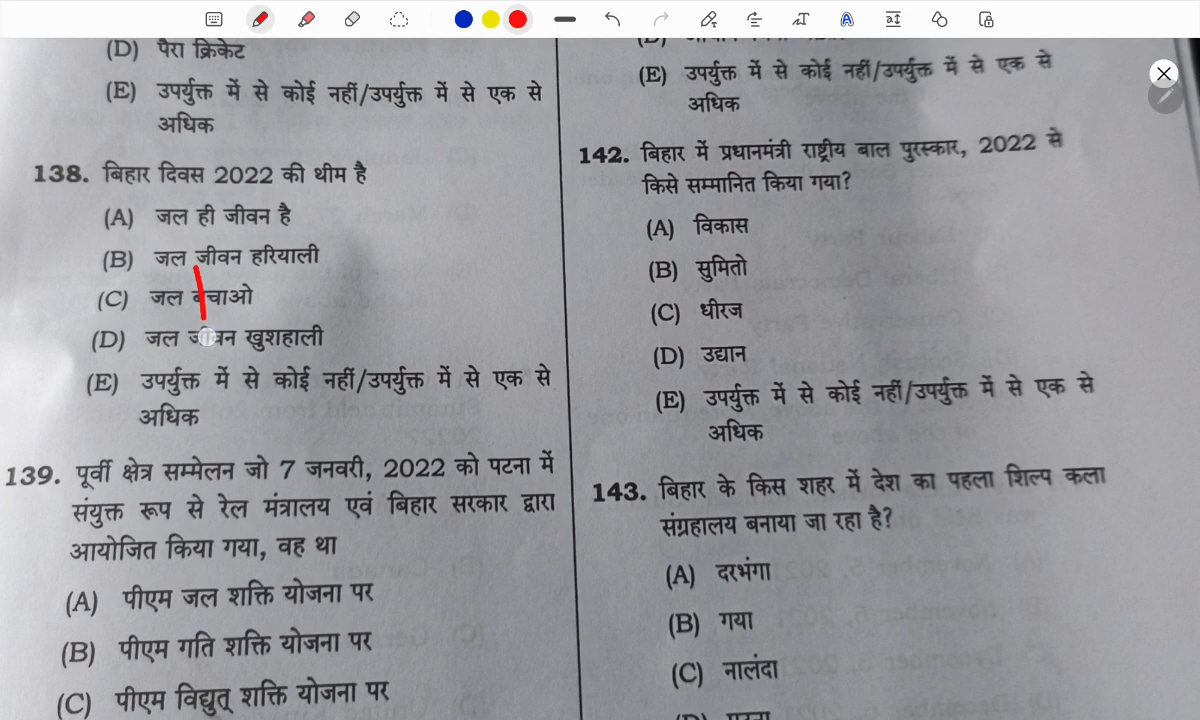 (D) पैरा क्रिकेट
(E) उपर्युक्त में से कोई नहीं/उपर्युक्त में से एक से
अधिक
138. बिहार दिवस 2022 की थीम है
(A) जल ही जीवन है
(B) जल जीवन हरियाली
(C) जल बचाओ
(D) जल जीवन खुशहाली
(E) उपर्युक्त में से कोई नहीं/उपर्युक्त में से एक से
अधिक
139. पूर्वी क्षेत्र सम्मेलन जो 7 जनवरी, 2022 को पटना में
संयुक्त रूप से रेल मंत्रालय एवं बिहार सरकार द्वारा
आयोजित किया गया, वह था
(A) पीएम जल शक्ति योजना पर
(B) पीएम गति शक्ति योजना पर
(C) पीएम विद्युत् शक्ति योजना पर
(E) उपर्युक्त में से कोई नहीं/उपर्युक्त में से एक से
अधिक
142. बिहार में प्रधानमंत्री राष्ट्रीय बाल पुरस्कार, 2022 से
किसे सम्मानित किया गया?
(A) विकास
(B) सुमितो
(C) धीरज
(D) उद्यान
(E) उपर्युक्त में से कोई नहीं/उपर्युक्त में से एक से
अधिक
143. बिहार के किस शहर में देश का पहला शिल्प कला
संग्रहालय बनाया जा रहा है?
(A) दरभंगा
(B) गया
(C) नालंदा